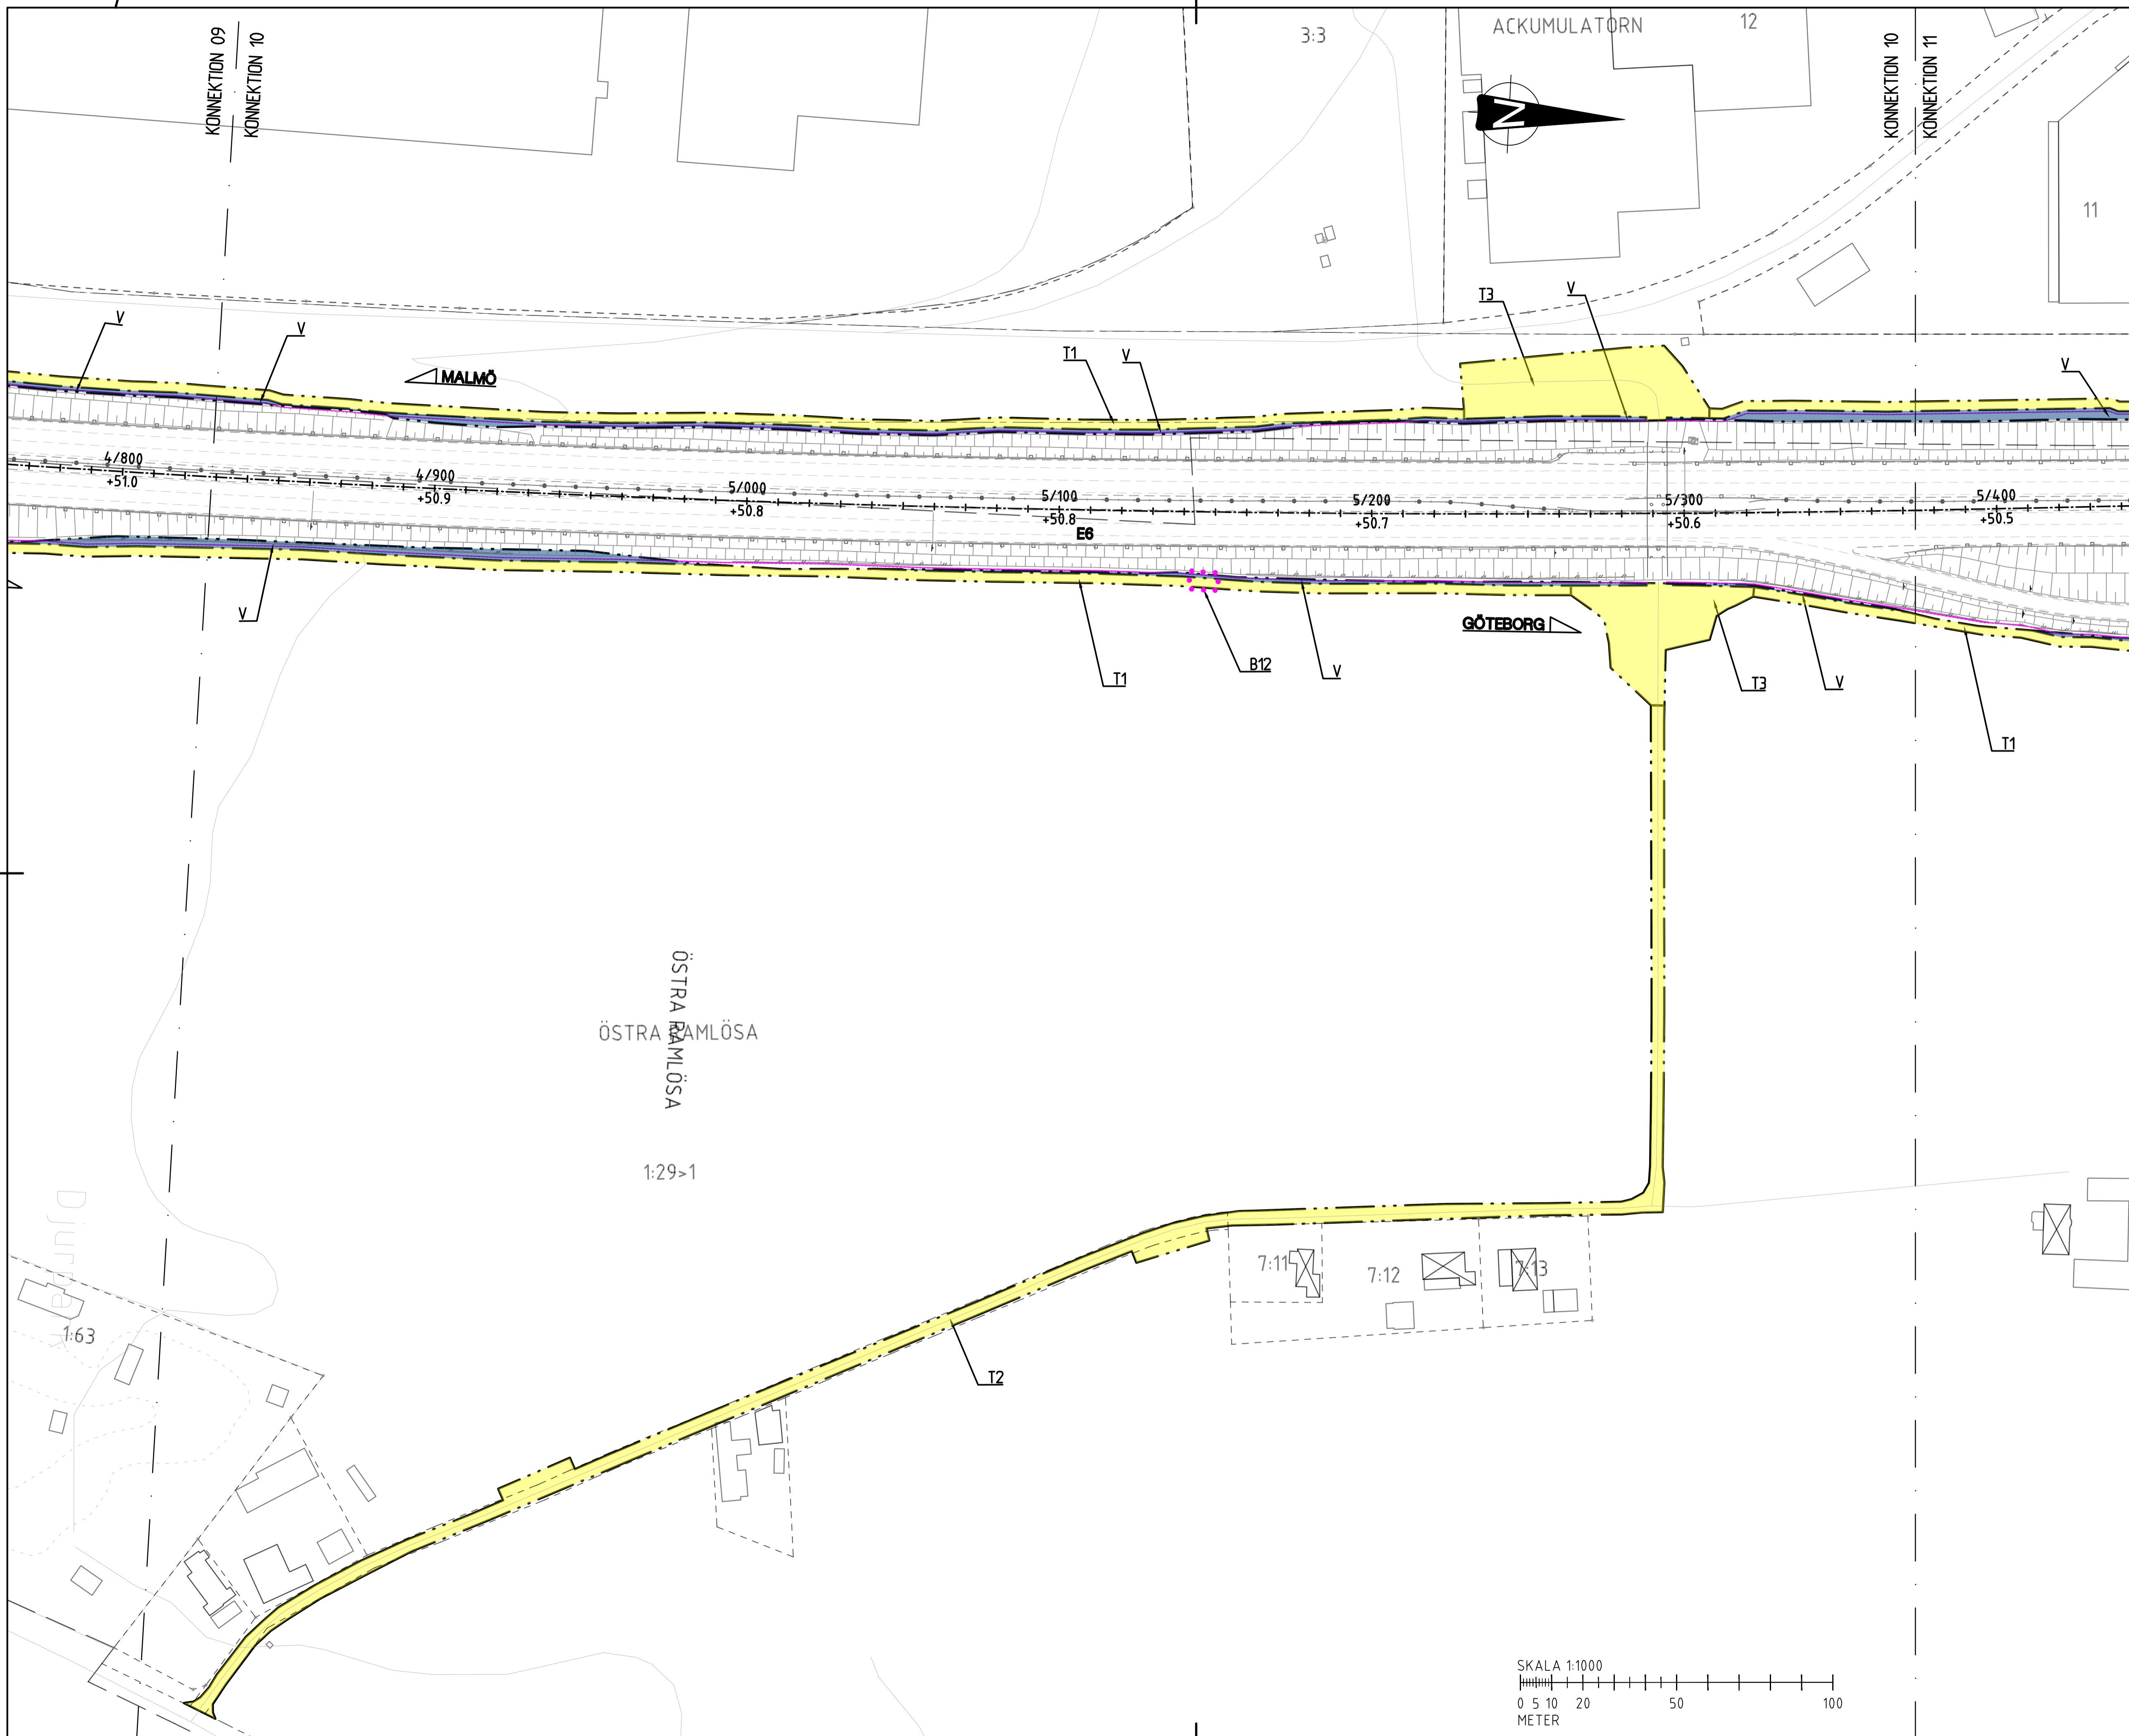 KONNEKTION 09
KONNEKTION 10
3:3
ACKUMULATORN
12
KONNEKTION 10
KONNEKTION 11
N
11
V
V
MALMÖ
T1
V
T3
V
V
4/800
+51.0
4/900
+50.9
5/000
+50.8
5/100
+50.8
E6
5/200
+50.7
5/300
+50.6
5/400
+50.5
V
T1
B12
V
GÖTEBORG
T3
V
T1
ÖSTRA RAMLÖSA
ÖSTRA RAMLÖSA
1:29>1
7:11
7:12
7:13
1:63
T2
SKALA 1:1000
0 5 10 20 50 100
METER